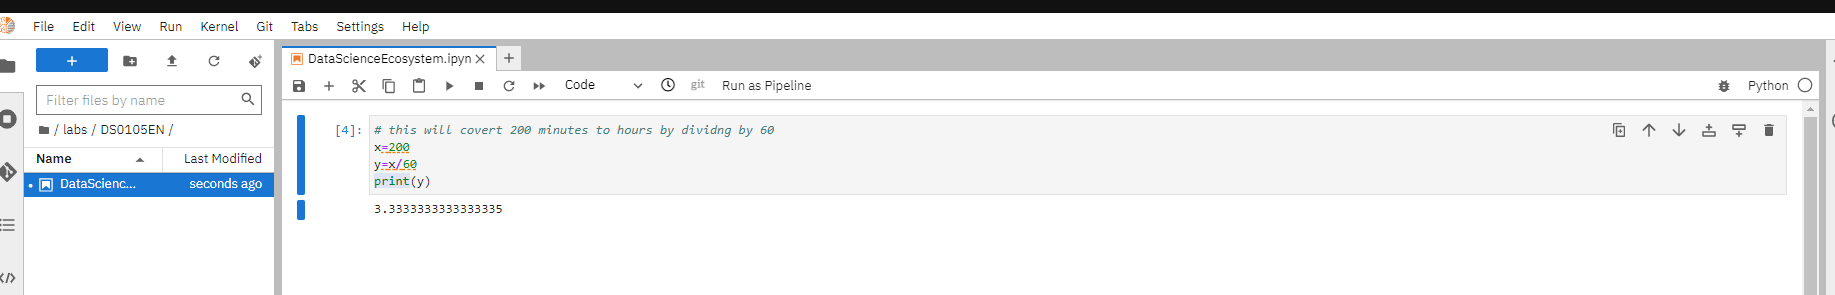 File Edit View Run Kernel Git Tabs Settings Help
+
Filter files by name
/ labs / DS0105EN /
Name Last Modified
DataScienc... seconds ago
DataScienceEcosystem.ipyn × +
Code git Run as Pipeline Python
[4]: # this will covert 200 minutes to hours by dividng by 60
x=200
y=x/60
print(y)
3.3333333333333335